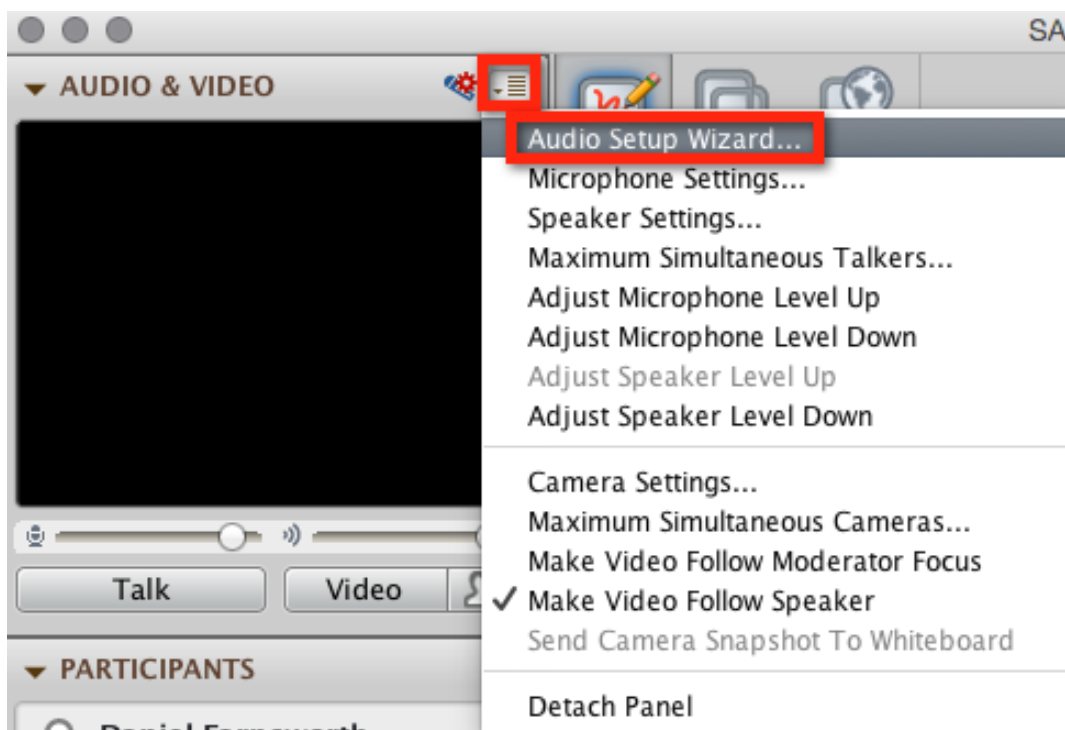 SA
AUDIO & VIDEO
Audio Setup Wizard...
Microphone Settings...
Speaker Settings...
Maximum Simultaneous Talkers...
Adjust Microphone Level Up
Adjust Microphone Level Down
Adjust Speaker Level Up
Adjust Speaker Level Down
Camera Settings...
Maximum Simultaneous Cameras...
Make Video Follow Moderator Focus
Make Video Follow Speaker
Send Camera Snapshot To Whiteboard
Detach Panel
Talk
Video
PARTICIPANTS
Daniel Farnsworth